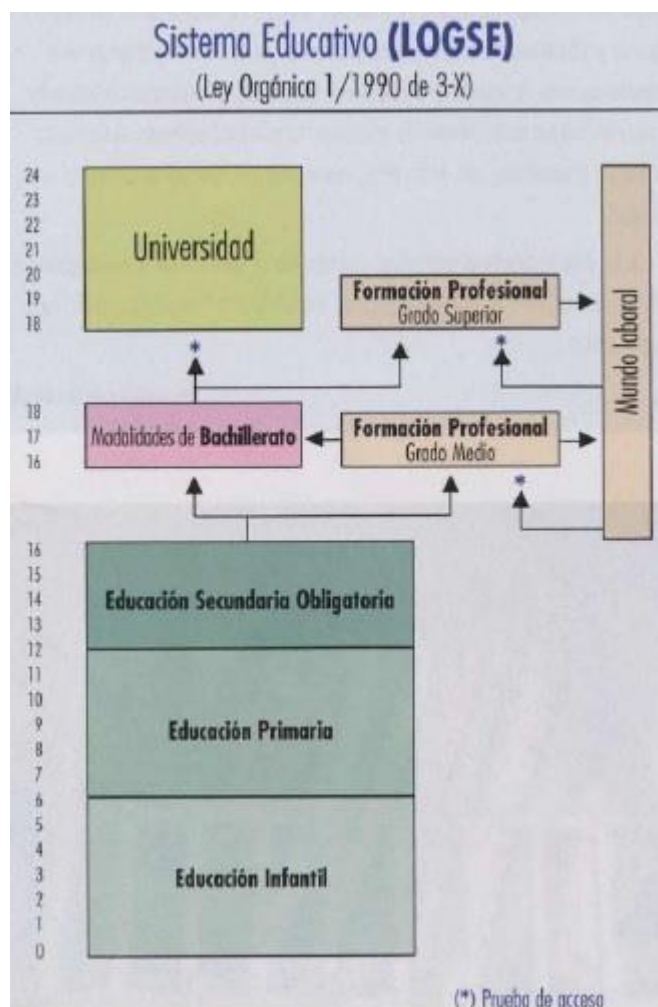 Sistema Educativo (LOGSE)
(Ley Orgánica 1/1990 de 3-X)
24
23
22
21
20
19
18
Universidad
Formación Profesional
Grado Superior
*
*
Mundo laboral
18
17
16
Modalidades de Bachillerato
Formación Profesional
Grado Medio
*
16
15
14
13
12
11
10
9
8
7
6
5
4
3
2
1
0
Educación Secundaria Obligatoria
Educación Primaria
Educación Infantil
(*) Prueba de acceso